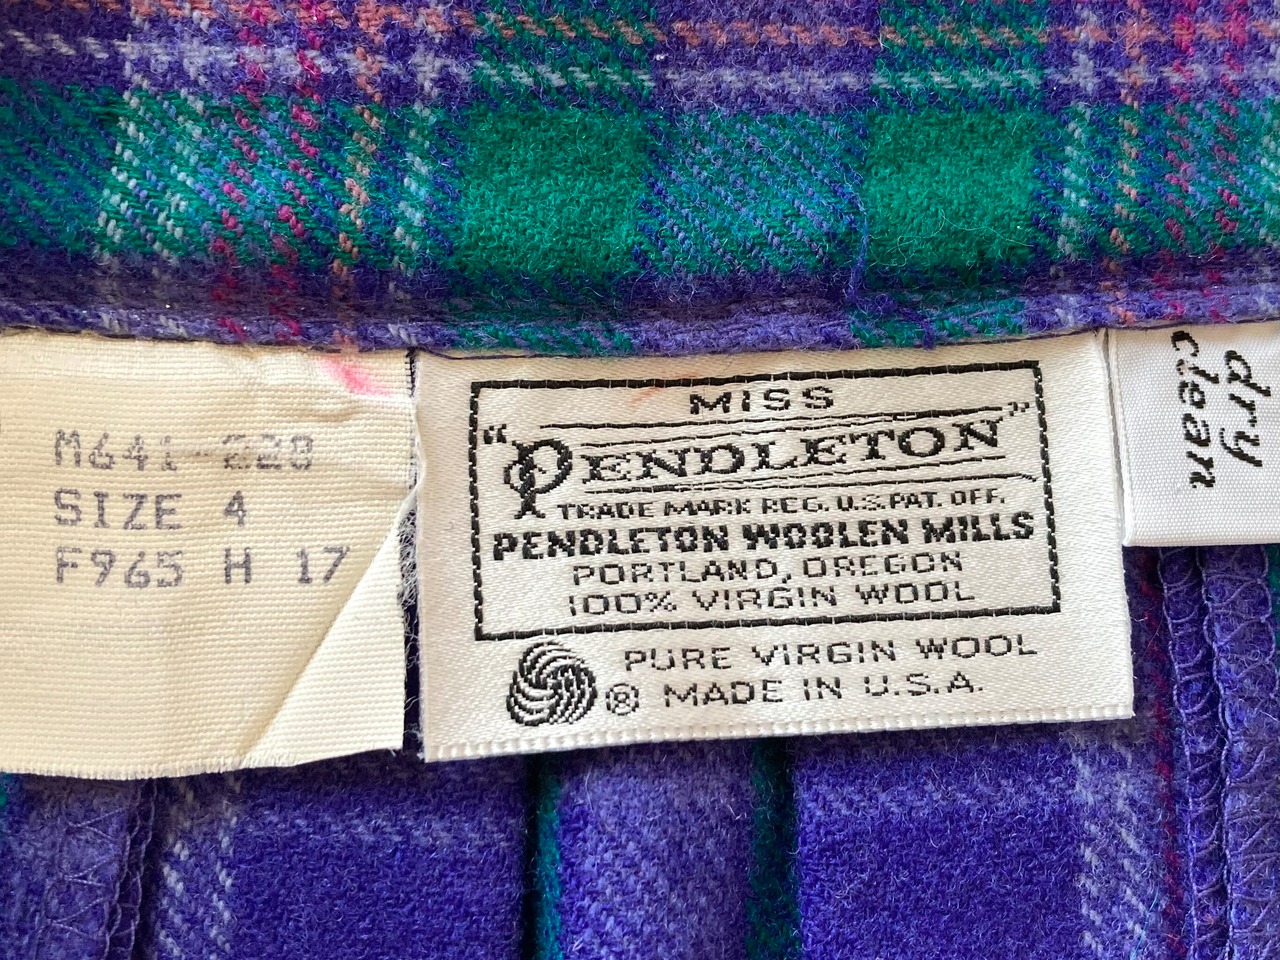 M641-228
SIZE 4
F965 H 17
MISS
"PENDLETON"
TRADE MARK REG. U.S. PAT. OFF.
PENDLETON WOOLEN MILLS
PORTLAND, OREGON
100% VIRGIN WOOL
PURE VIRGIN WOOL
® MADE IN U.S.A.
dry
clean